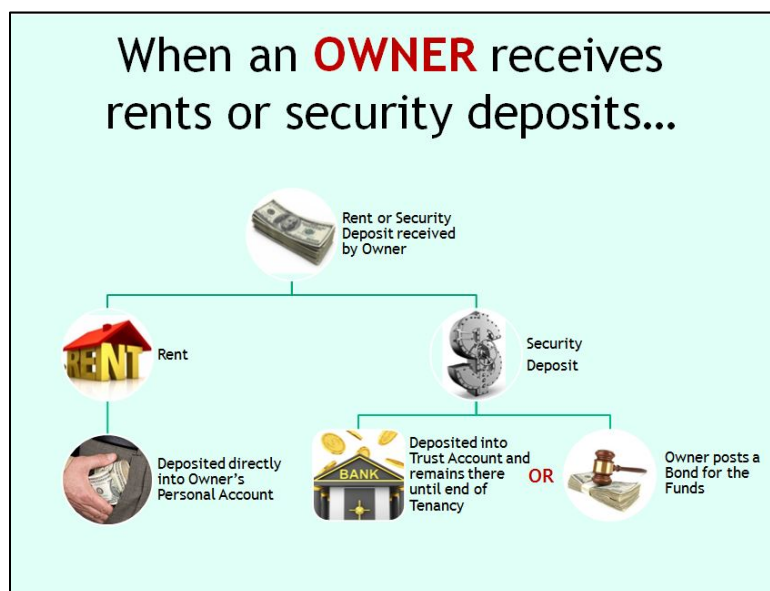 When an OWNER receives
rents or security deposits...
Rent or Security
Deposit received
by Owner
RENT
Rent
Security
Deposit
Deposited directly
into Owner's
Personal Account
BANK
Deposited into
Trust Account and
remains there
until end of
Tenancy
OR
Owner posts a
Bond for the
Funds